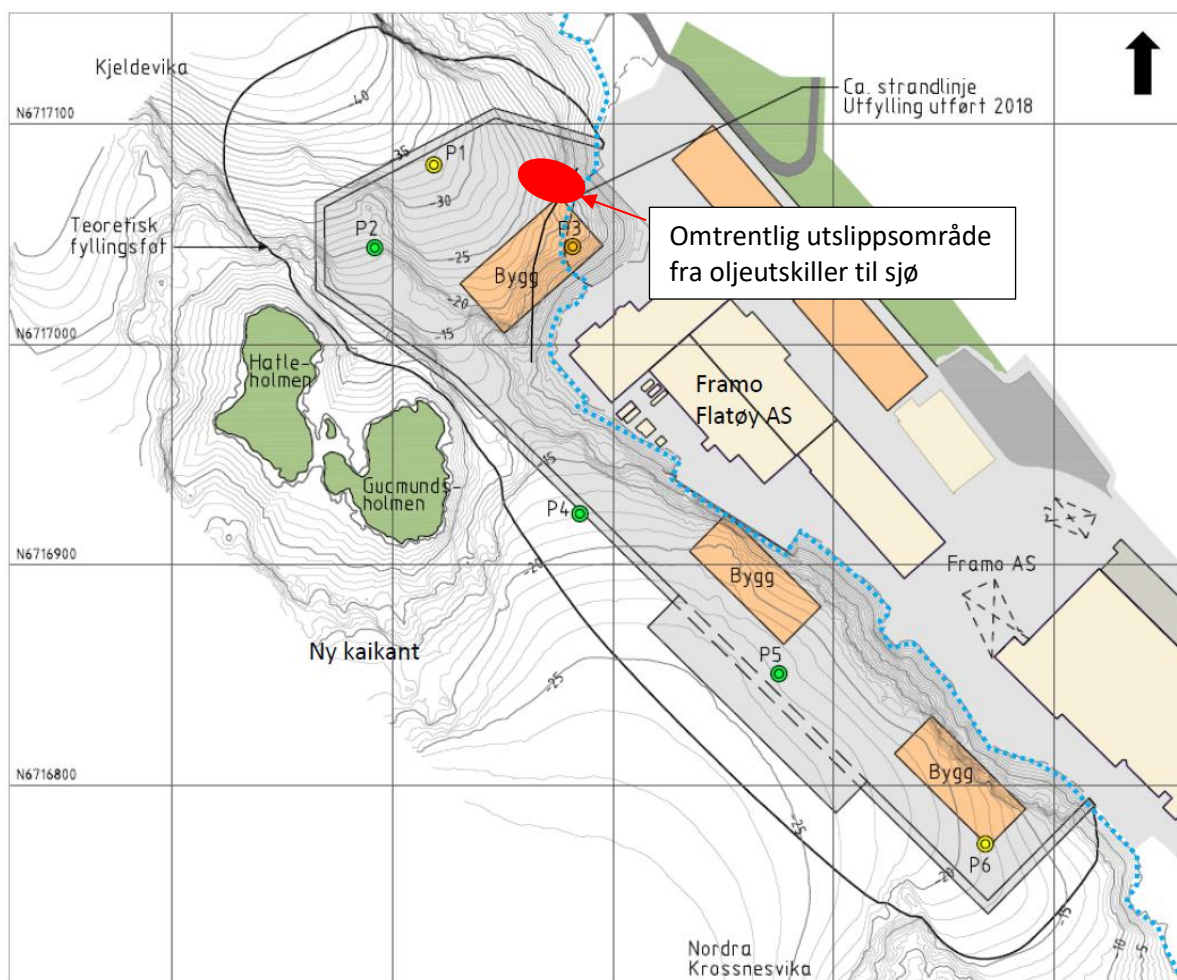 Kjeldevika
-40
Ca. strandlinje
Utfylling utført 2018
N6717100
-35
P1
-30
Teoretisk
fyllingsfot
P2
P3
Omtrentlig utslippsområde
fra oljeutskiller til sjø
-25
Bygg
-20
-15
N6717000
Hatle-
holmen
Framo
Flatøy AS
-15
Gudmunds-
holmen
P4
N6716900
-20
Bygg
Framo AS
Ny kaikant
P5
-25
Bygg
N6716800
-25
P6
-20
-15
Nordra
Krossnesvika
10
5